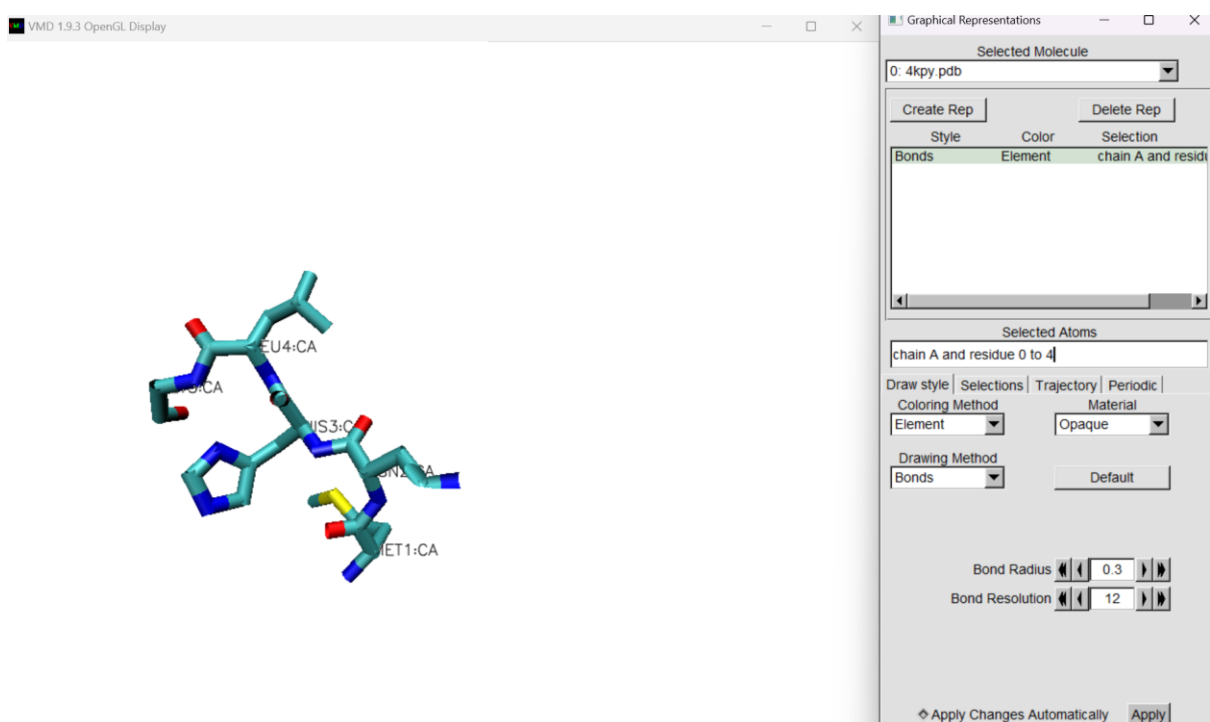 VMD 1.9.3 OpenGL Display
EU4:CA
CA
IIS3:C
CA
MET1:CA
Graphical Representations
Selected Molecule
0: 4kpy.pdb
Create Rep Delete Rep
Style Color Selection
Bonds Element chain A and residu
Selected Atoms
chain A and residue 0 to 4
Draw style Selections Trajectory Periodic
Coloring Method Material
Element Opaque
Drawing Method
Bonds Default
Bond Radius 0.3
Bond Resolution 12
Apply Changes Automatically Apply